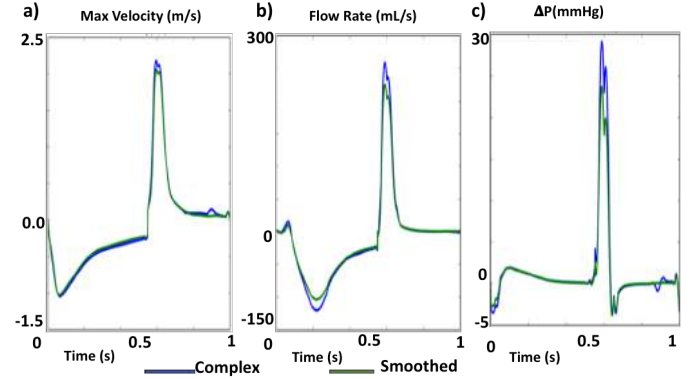 a) Max Velocity (m/s)
2.5
0.0
-1.5
0 0.5 1
Time (s)
b) Flow Rate (mL/s)
300
0
-150
0 0.5 1
Time (s)
c) ΔP(mmHg)
30
0
-5
0 0.5 1
Time (s)
Complex Smoothed